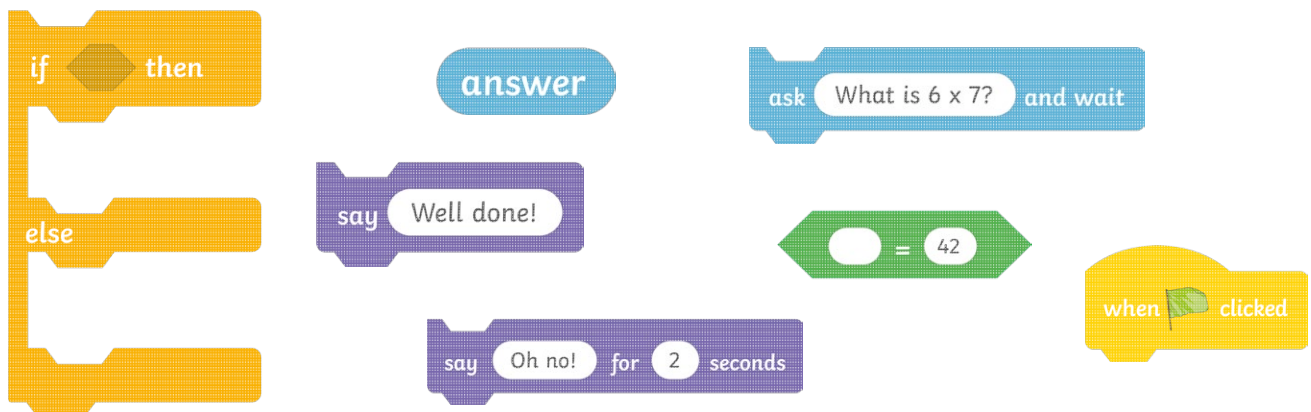 if then
else
answer
say Well done!
say Oh no! for 2 seconds
ask What is 6 x 7? and wait
= 42
when clicked